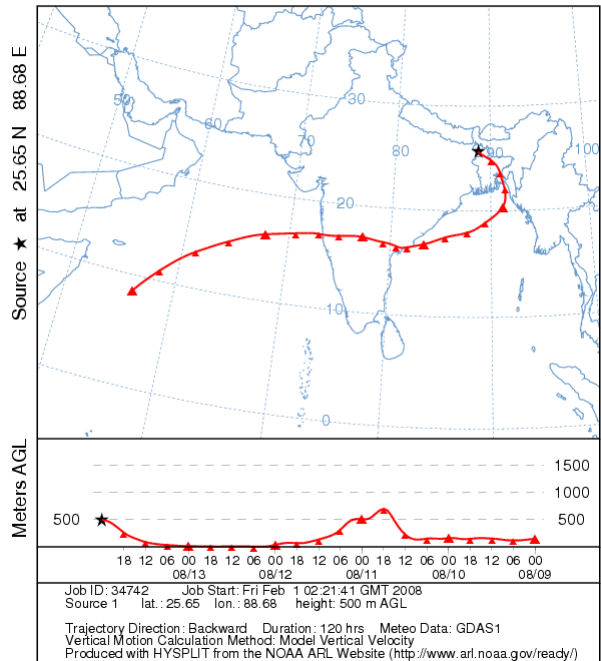 Source ★ at 25.65 N 88.68 E
50
60
70
30
80
90
100
20
10
0
Meters AGL
1500
1000
500
500
18 12 06 00 18 12 06 00 18 12 06 00 18 12 06 00 18 12 06 00
08/13 08/12 08/11 08/10 08/09
Job ID: 34742 Job Start: Fri Feb 1 02:21:41 GMT 2008
Source 1 lat.: 25.65 lon.: 88.68 height: 500 m AGL
Trajectory Direction: Backward Duration: 120 hrs Meteo Data: GDAS1
Vertical Motion Calculation Method: Model Vertical Velocity
Produced with HYSPLIT from the NOAA ARL Website (http://www.arl.noaa.gov/ready/)